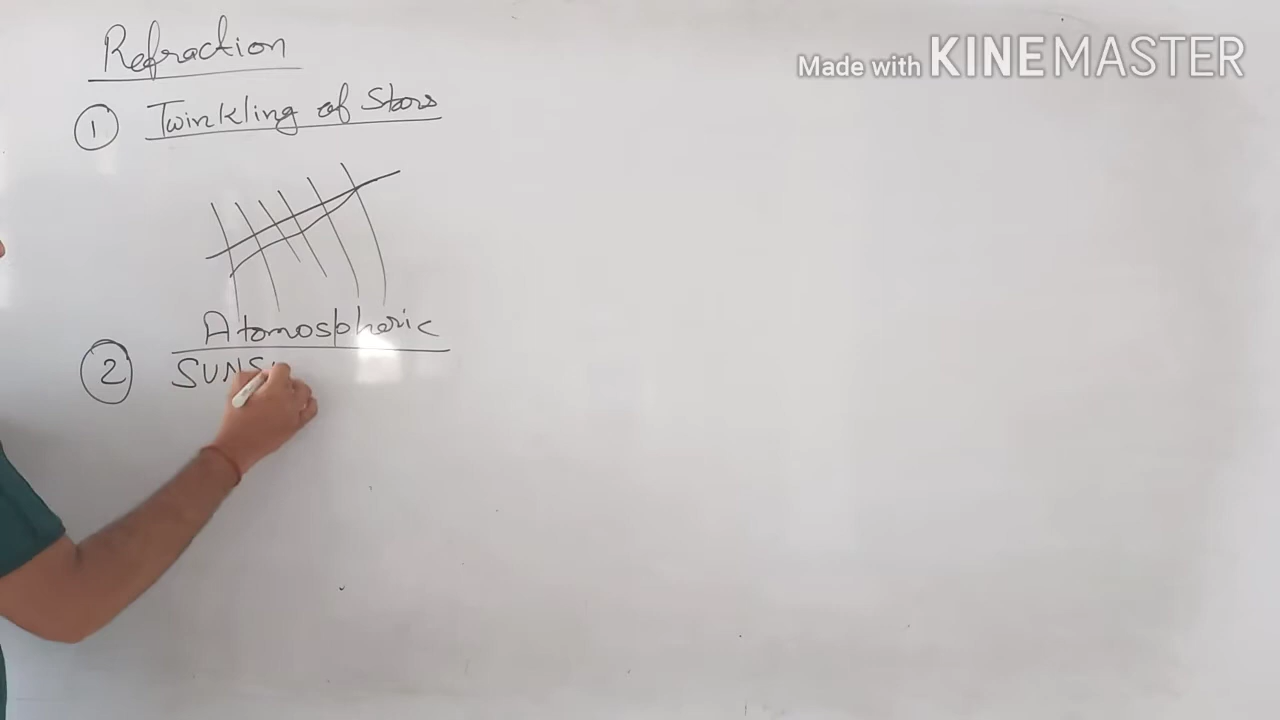 Refraction
Made with KINEMASTER
① Twinkling of Stars
Atomospheric
② SUNS